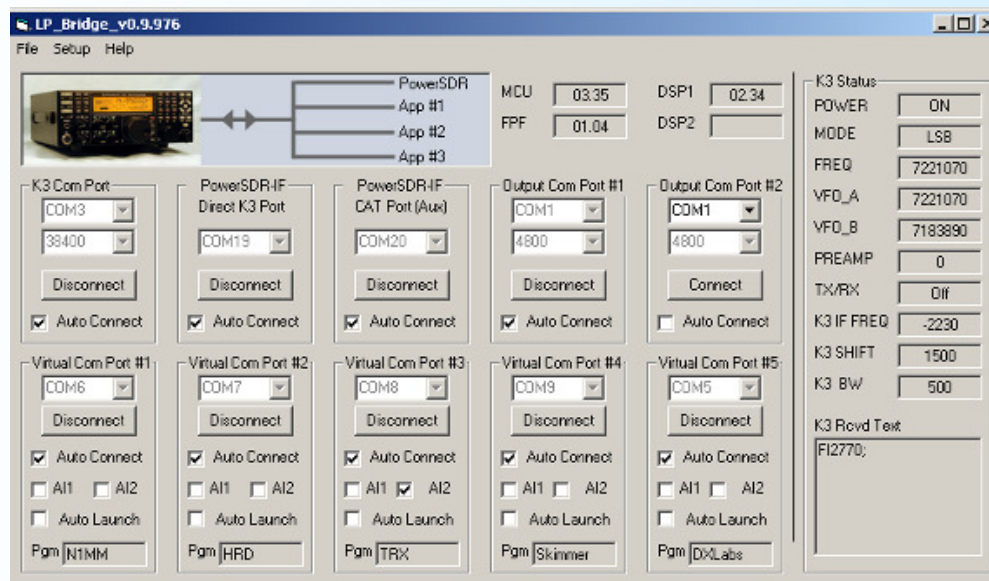 LP_Bridge_v0.9.976
File Setup Help
PowerSDR
App #1
App #2
App #3
MCU 03.35
DSP1 02.34
FPF 01.04
DSP2
K3 Com Port
COM3
38400
Disconnect
Auto Connect
PowerSDR-IF
Direct K3 Port
COM19
Disconnect
Auto Connect
PowerSDR-IF
CAT Port (Aux)
COM20
Disconnect
Auto Connect
Output Com Port #1
COM1
4800
Disconnect
Auto Connect
Output Com Port #2
COM1
4800
Connect
Auto Connect
Virtual Com Port #1
COM6
Disconnect
Auto Connect
AI1 AI2
Auto Launch
Pgm N1MM
Virtual Com Port #2
COM7
Disconnect
Auto Connect
AI1 AI2
Auto Launch
Pgm HRD
Virtual Com Port #3
COM8
Disconnect
Auto Connect
AI1 AI2
Auto Launch
Pgm TRX
Virtual Com Port #4
COM9
Disconnect
Auto Connect
AI1 AI2
Auto Launch
Pgm Skimmer
Virtual Com Port #5
COM5
Disconnect
Auto Connect
AI1 AI2
Auto Launch
Pgm DXLabs
K3 Status
POWER ON
MODE LSB
FREQ 7221070
VFO_A 7221070
VFO_B 7183890
PREAMP 0
TX/RX Off
K3 IF FREQ -2230
K3 SHIFT 1500
K3 BW 500
K3 Rcvd Text
FI2770;